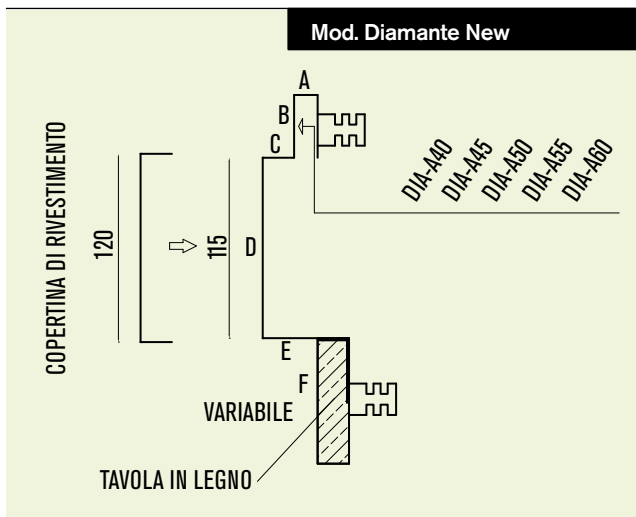 Mod. Diamante New
A
B
C
COPERTINA DI RIVESTIMENTO
120
115
D
DIA-A40
DIA-A45
DIA-A50
DIA-A55
DIA-A60
E
F
VARIABILE
TAVOLA IN LEGNO